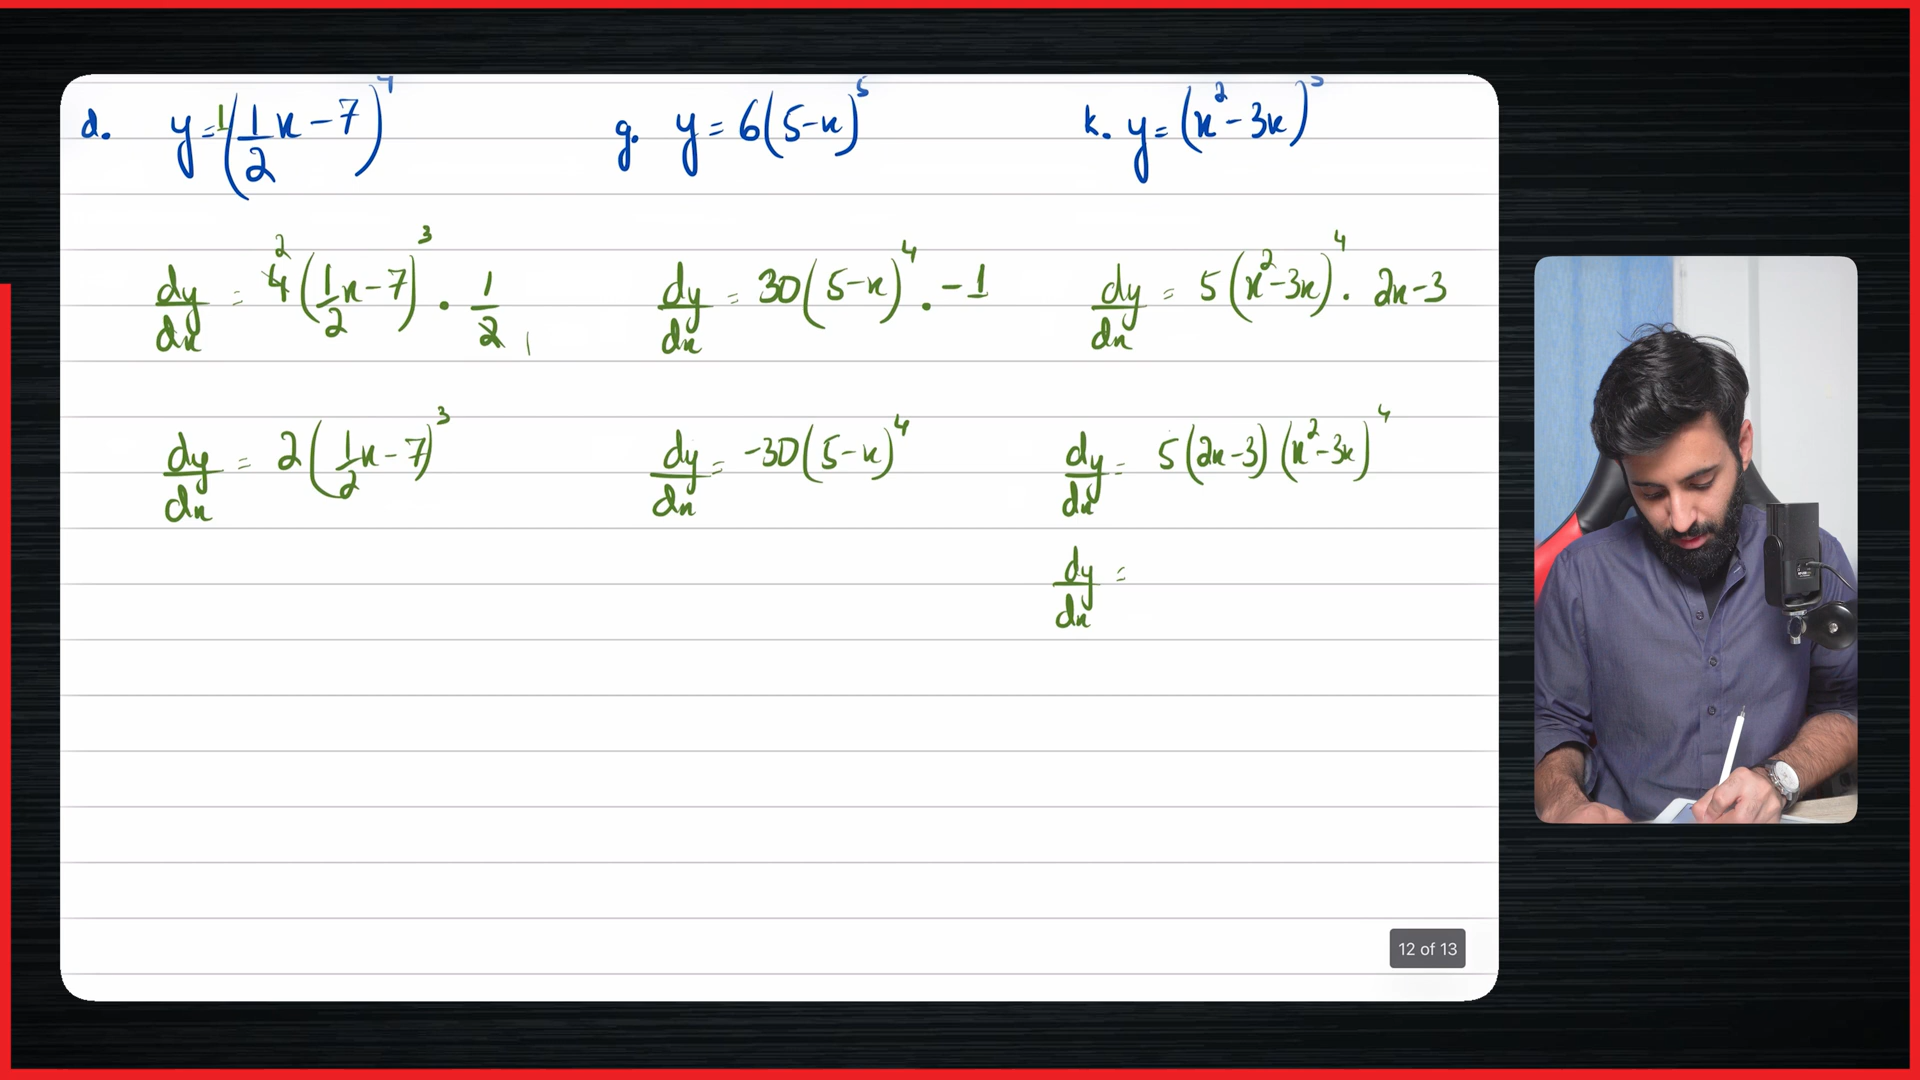 d. y=1(1/2x-7)^4 g. y=6(5-x)^5 k. y=(x^2-3x)^5
dy/dx = 4 2 (1/2x-7)^3 · 1/2 dy/dx = 30(5-x)^4 · -1 dy/dx = 5(x^2-3x)^4 · 2x-3
dy/dx = 2(1/2x-7)^3 dy/dx = -30(5-x)^4 dy/dx = 5(2x-3)(x^2-3x)^4
dy/dx =
12 of 13